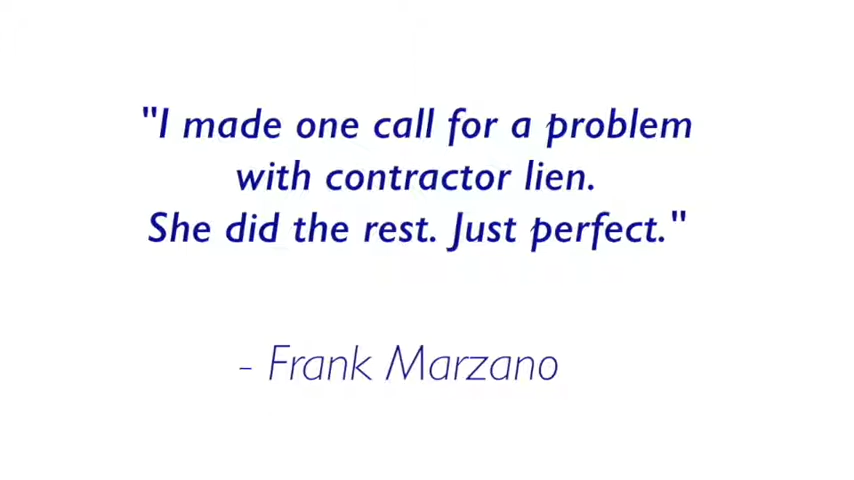 "I made one call for a problem
with contractor lien.
She did the rest. Just perfect."
- Frank Marzano